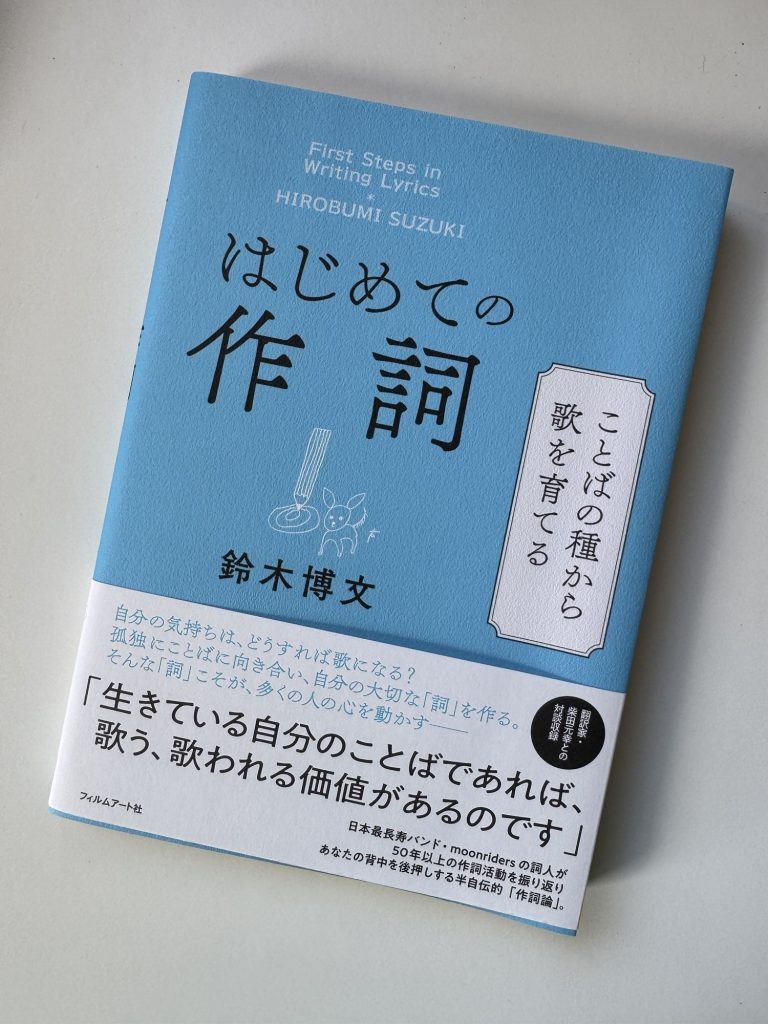 First Steps in
Writing Lyrics
*
HIROBUMI SUZUKI
はじめての
作詞
ことばの種から
歌を育てる
鈴木博文
自分の気持ちは、どうすれば歌になる?
孤独にことばに向き合い、自分の大切な「詞」を作る。
そんな「詞」こそが、多くの人の心を動かす——
翻訳家・
柴田元幸との
対談収録
「生きている自分のことばであれば、
歌う、歌われる価値があるのです」
フィルムアート社
日本最長寿バンド・moonridersの詞人が
50年以上の作詞活動を振り返り
あなたの背中を後押しする半自伝的「作詞論」。